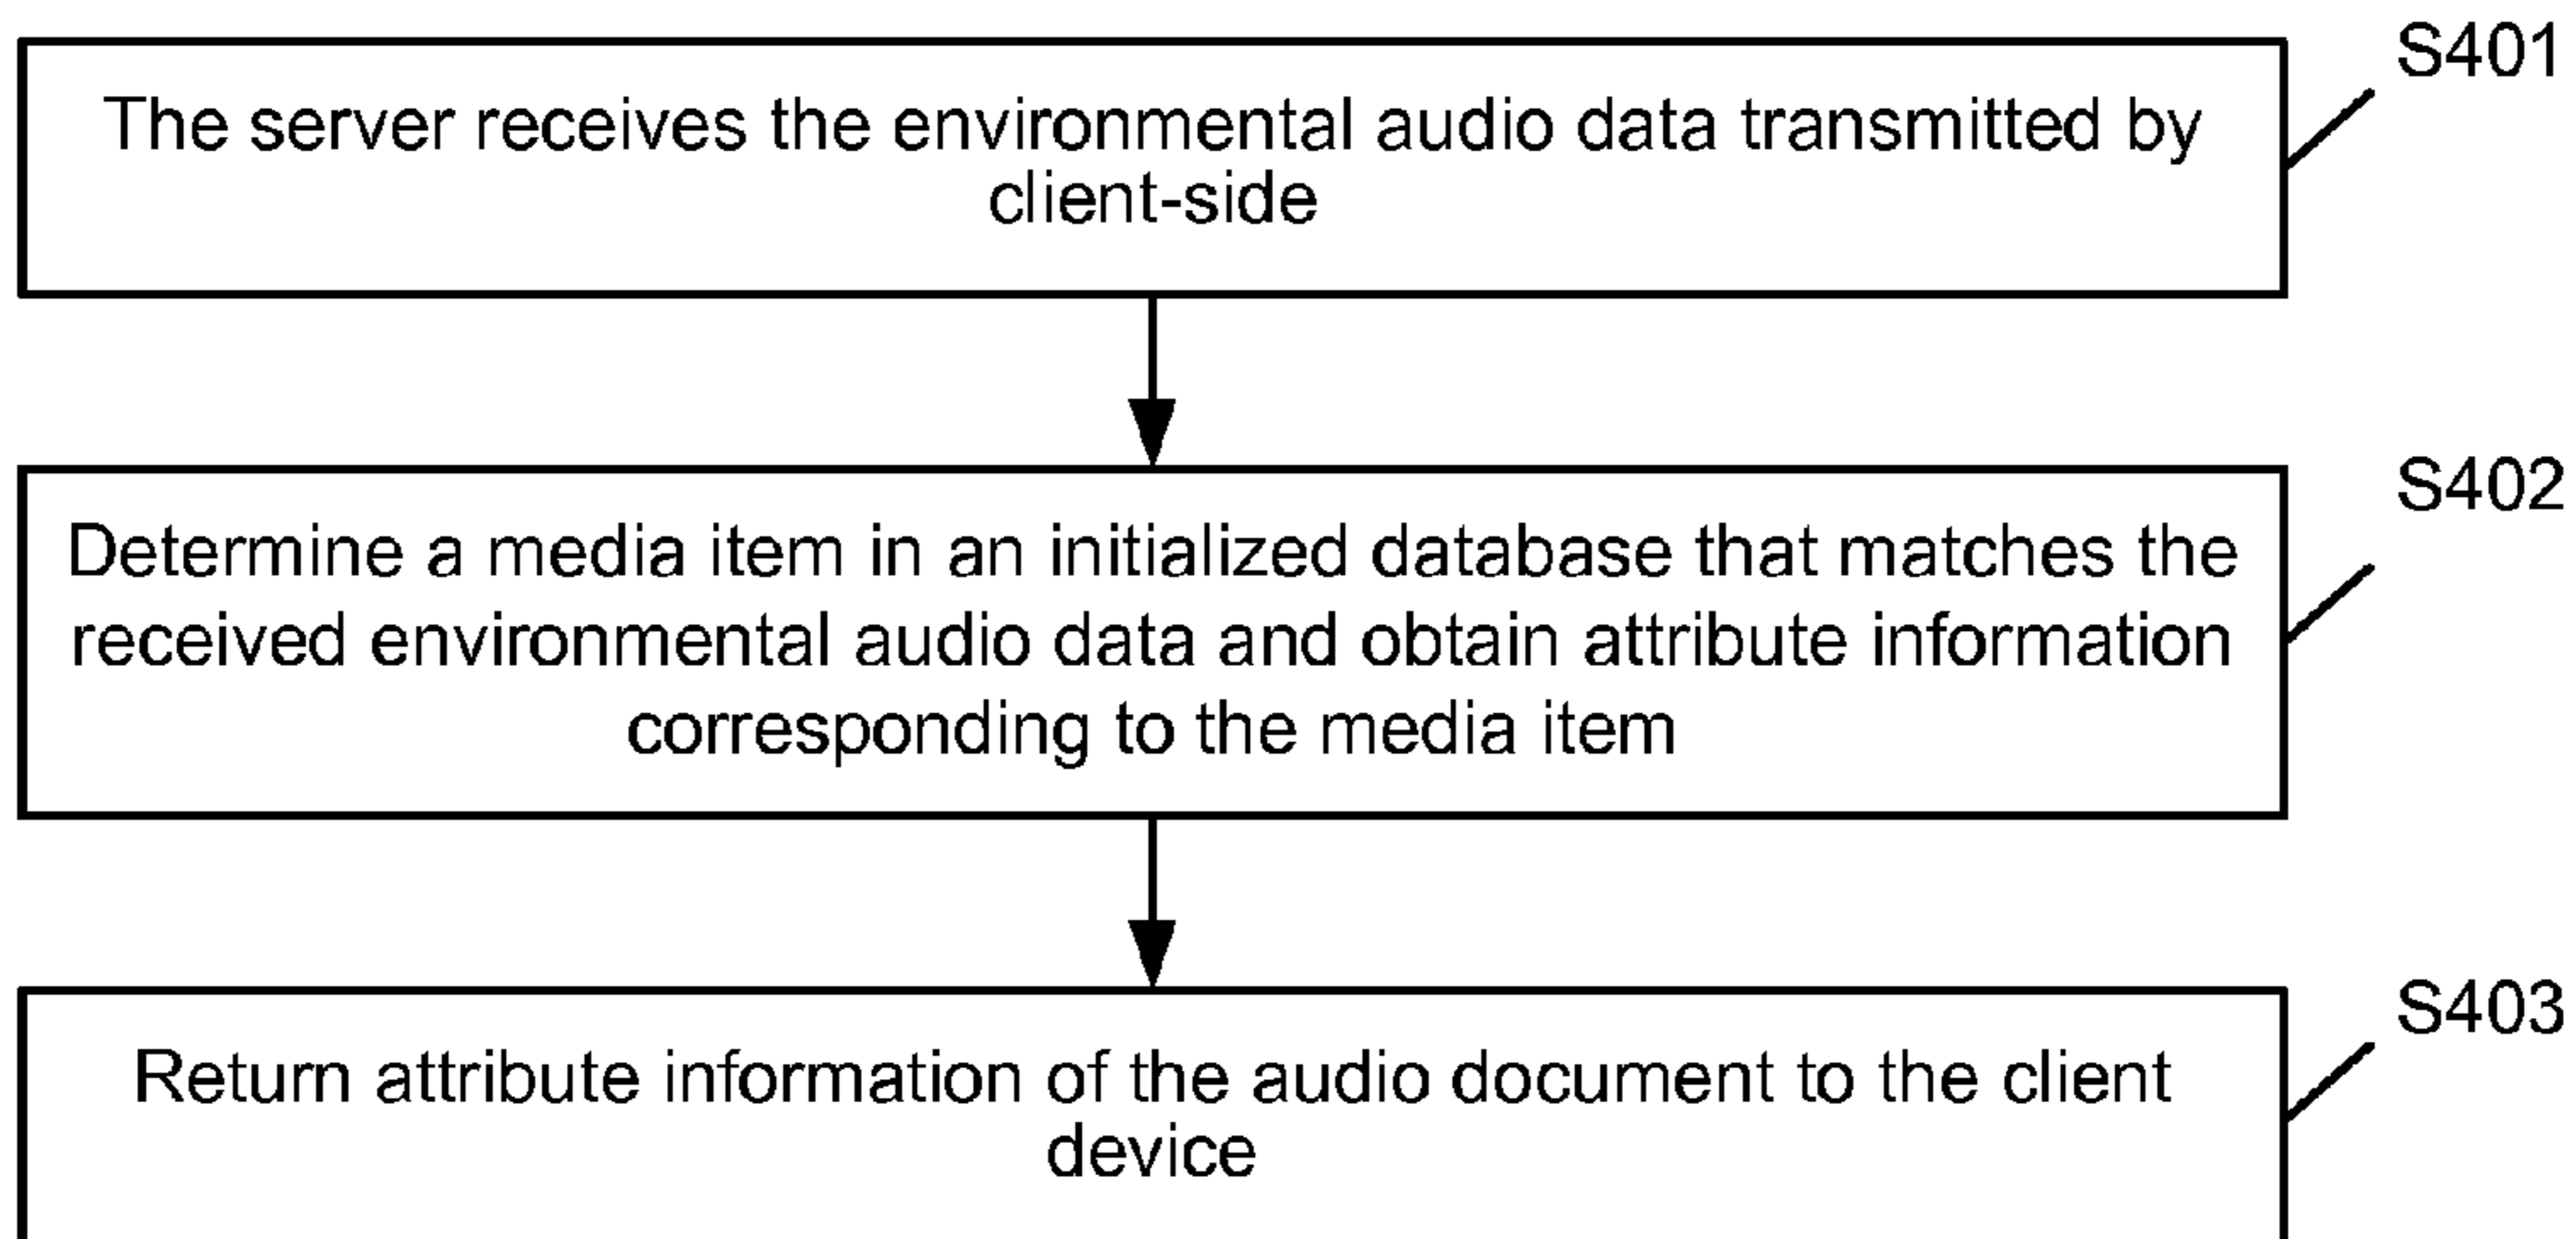 S401
The server receives the environmental audio data transmitted by
client-side
S402
Determine a media item in an initialized database that matches the
received environmental audio data and obtain attribute information
corresponding to the media item
S403
Return attribute information of the audio document to the client
device